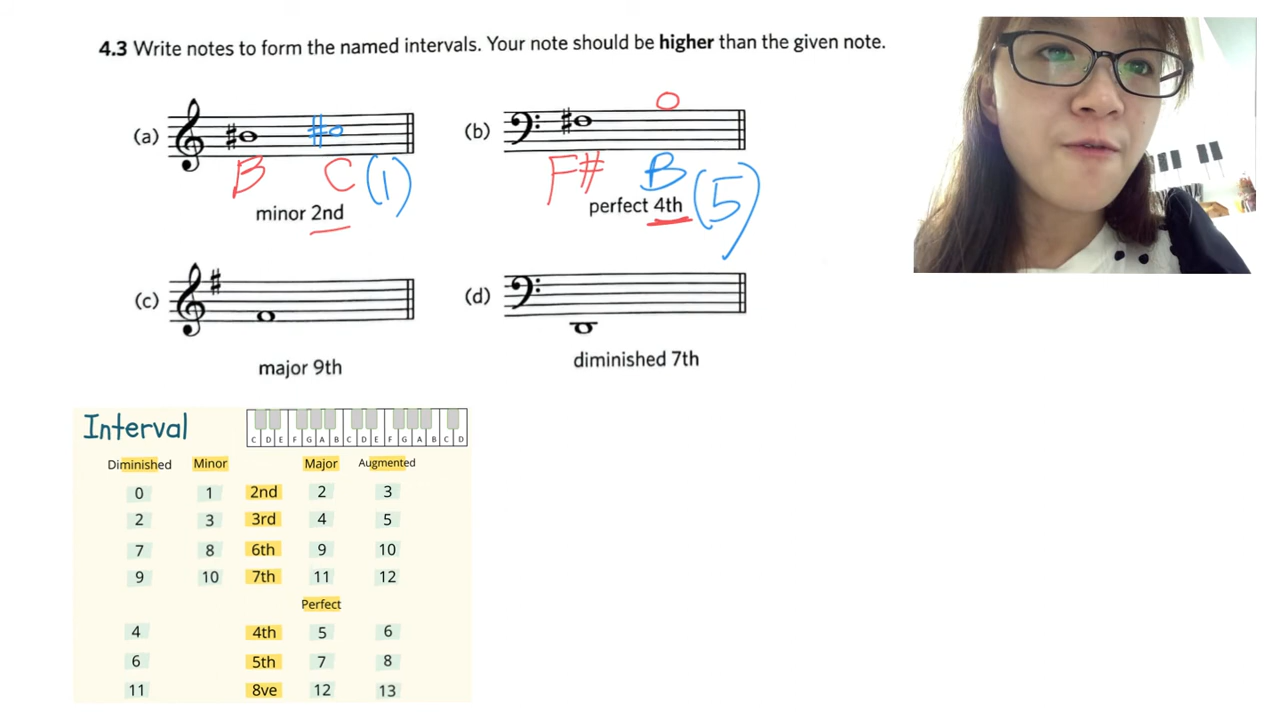 4.3 Write notes to form the named intervals. Your note should be higher than the given note.
(a)
B C (1)
minor 2nd
(b)
F# B (5)
perfect 4th
(c)
major 9th
(d)
diminished 7th
Interval
C D E F G A B C D E F G A B C D
Diminished Minor Major Augmented
0 1 2nd 2 3
2 3 3rd 4 5
7 8 6th 9 10
9 10 7th 11 12
Perfect
4 4th 5 6
6 5th 7 8
11 8ve 12 13